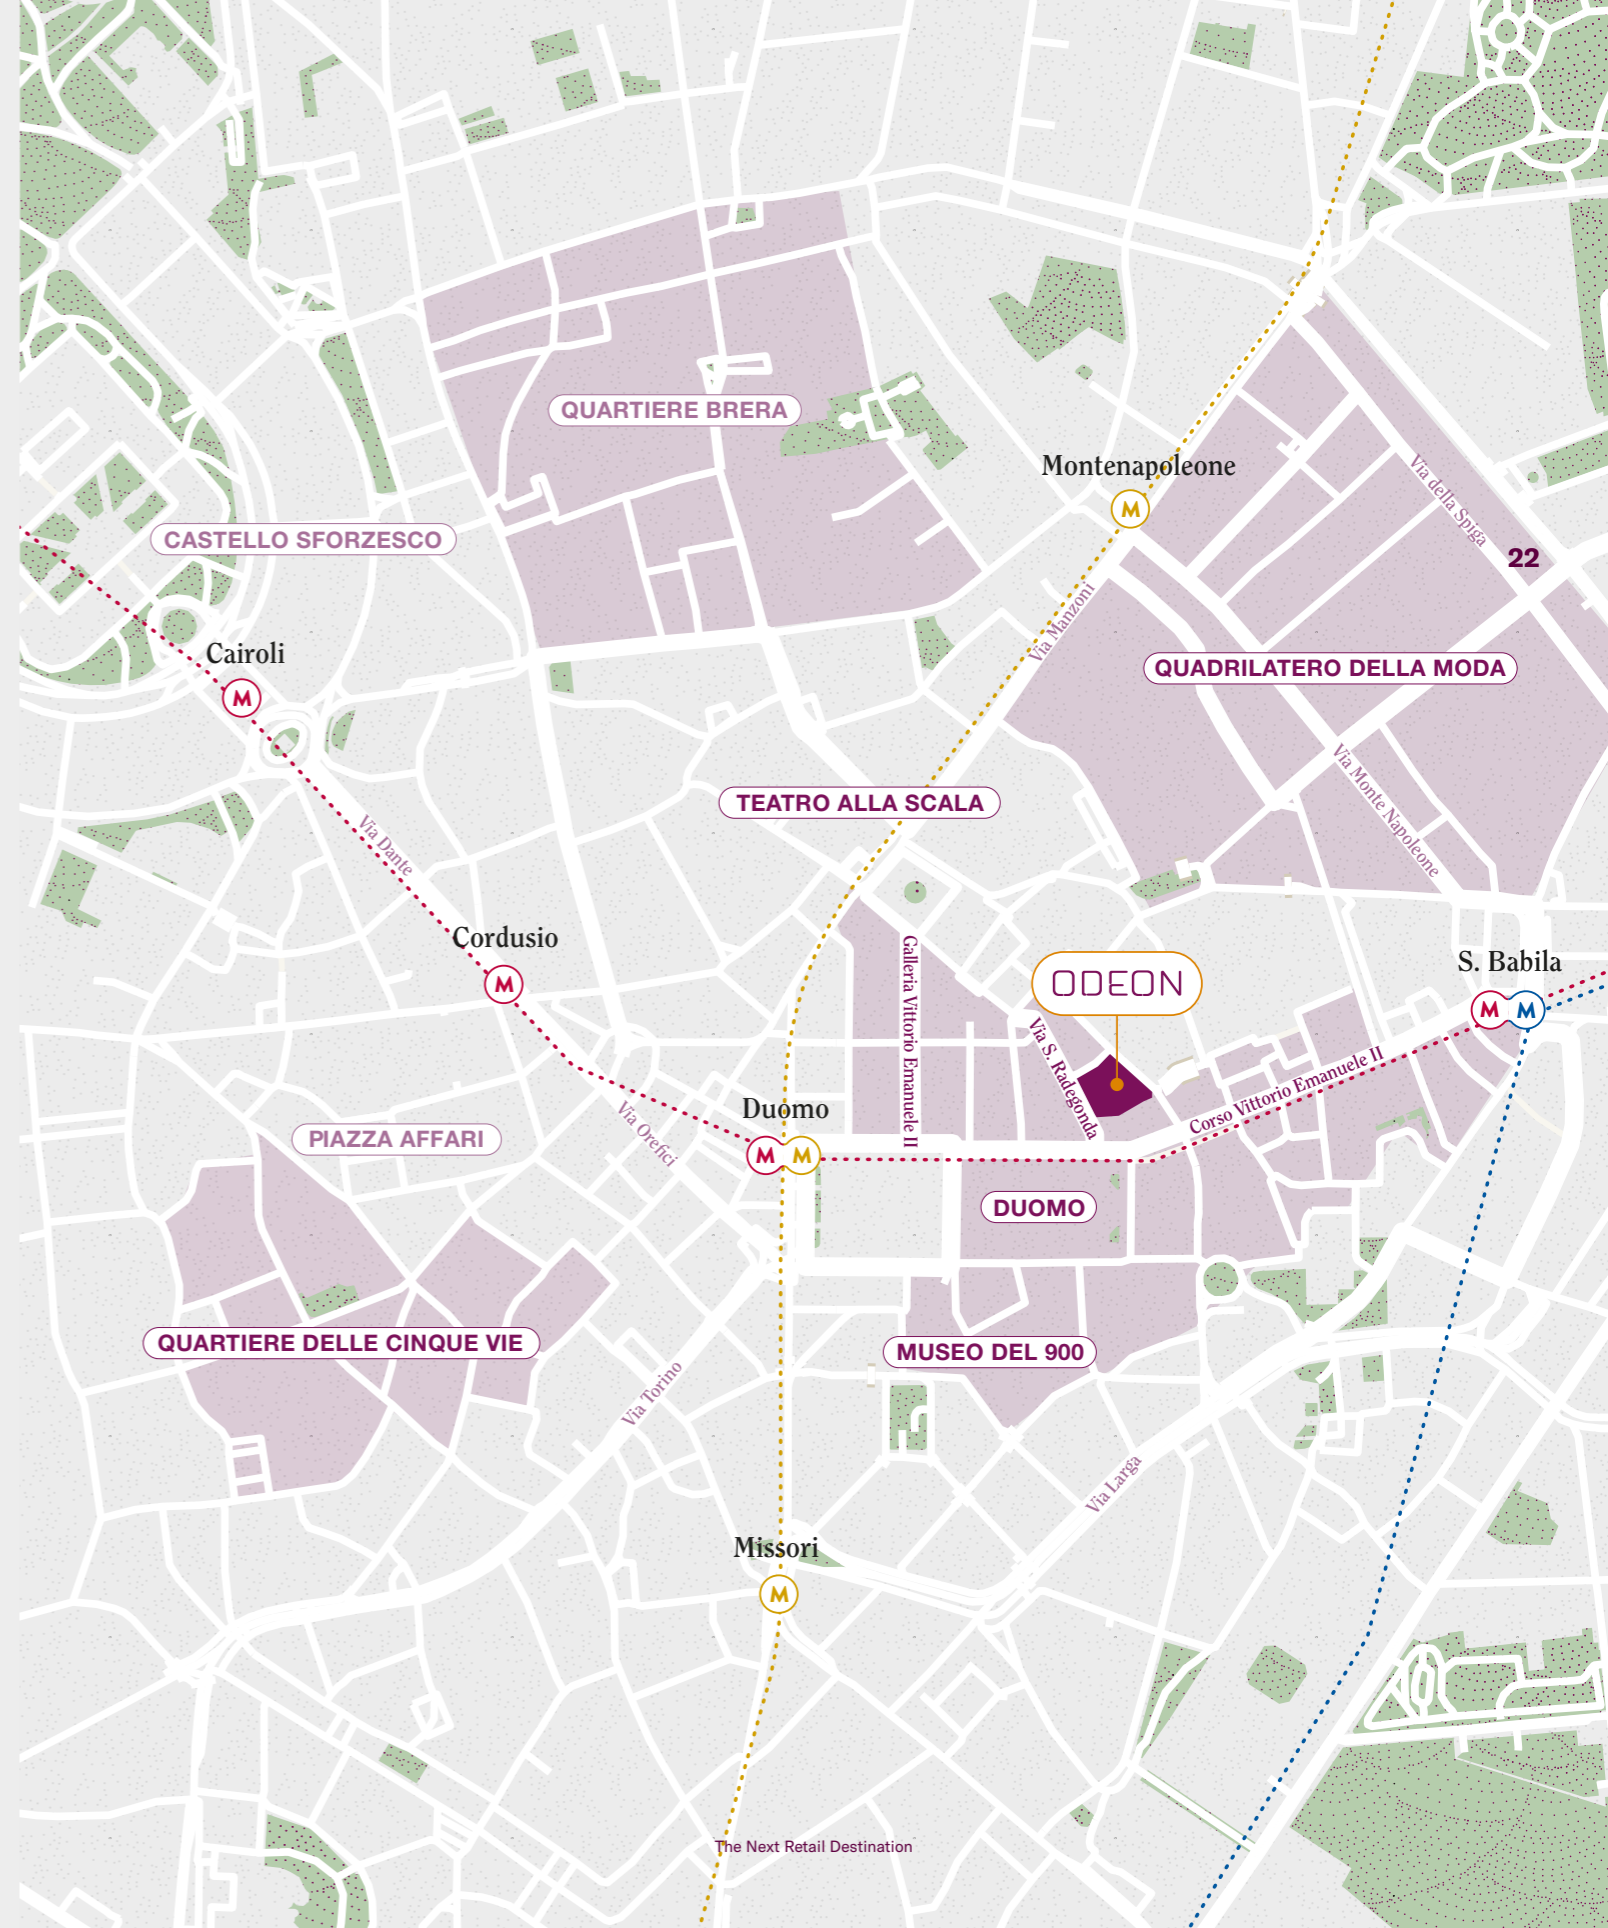 QUARTIERE BRERA
Montenapoleone
M
Via della Spiga
22
CASTELLO SFORZESCO
Via Manzoni
Cairoli
M
QUADRILATERO DELLA MODA
Via Monte Napoleone
TEATRO ALLA SCALA
Via Dante
Cordusio
M
Galleria Vittorio Emanuele II
ODEON
S. Babila
M M
Via S. Radegonda
Corso Vittorio Emanuele II
Duomo
M M
Via Orefici
PIAZZA AFFARI
DUOMO
QUARTIERE DELLE CINQUE VIE
MUSEO DEL 900
Via Torino
Via Larga
Missori
M
The Next Retail Destination